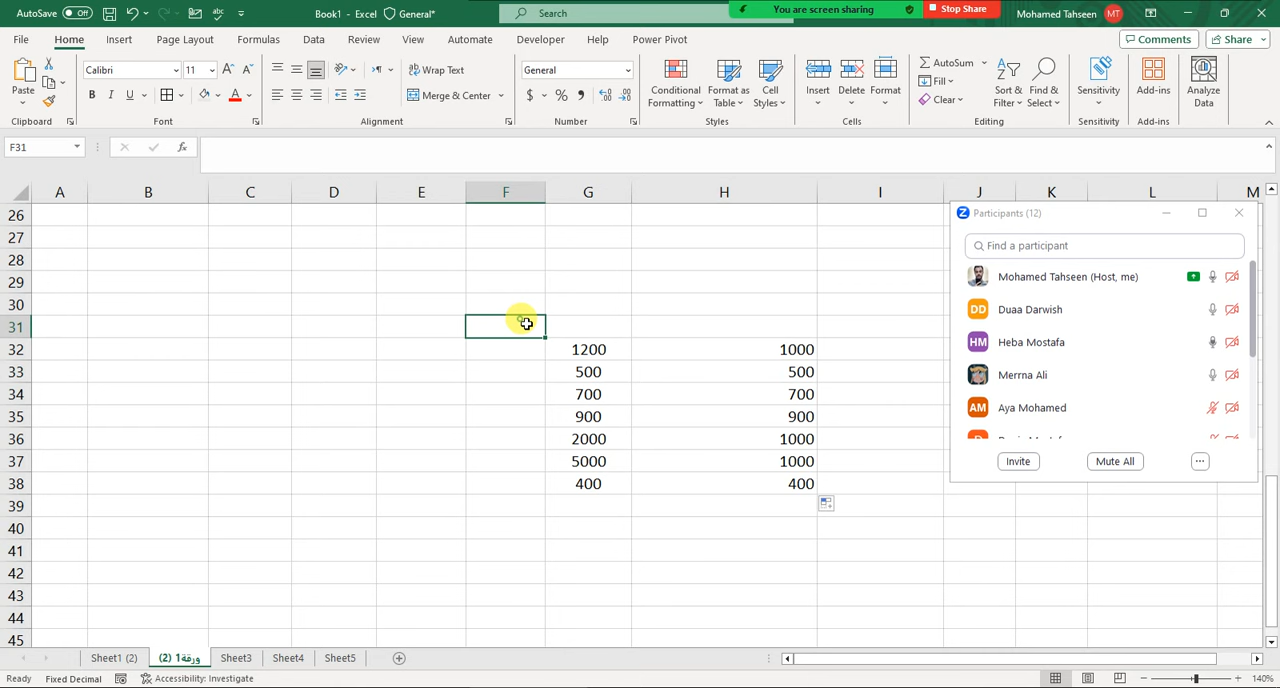 AutoSave Off Book1 - Excel General* Search You are screen sharing Stop Share Mohamed Tahseen MT
File Home Insert Page Layout Formulas Data Review View Automate Developer Help Power Pivot Comments Share
Calibri 11 Wrap Text General AutoSum
Fill
Paste B I U Merge & Center $ % Conditional Formatting Format as Table Cell Styles Insert Delete Format Clear Sort & Filter Find & Select Sensitivity Add-ins Analyze Data
Clipboard Font Alignment Number Styles Cells Editing Sensitivity Add-ins
F31 fx
A B C D E F G H I J K L M
26
27
28
29
30
31
32 1200 1000
33 500 500
34 700 700
35 900 900
36 2000 1000
37 5000 1000
38 400 400
39
40
41
42
43
44
45
Participants (12)
Find a participant
Mohamed Tahseen (Host, me)
DD Duaa Darwish
HM Heba Mostafa
Merrna Ali
AM Aya Mohamed
Invite Mute All ...
Sheet1 (2) ورقة1 (2) Sheet3 Sheet4 Sheet5
Ready Fixed Decimal Accessibility: Investigate 140%